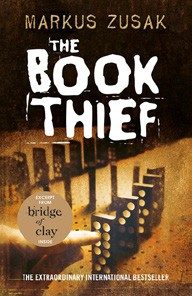 MARKUS ZUSAK
THE
BOOK
THIEF
EXCERPT
FROM
bridge
of
clay
INSIDE
THE EXTRAORDINARY INTERNATIONAL BESTSELLER